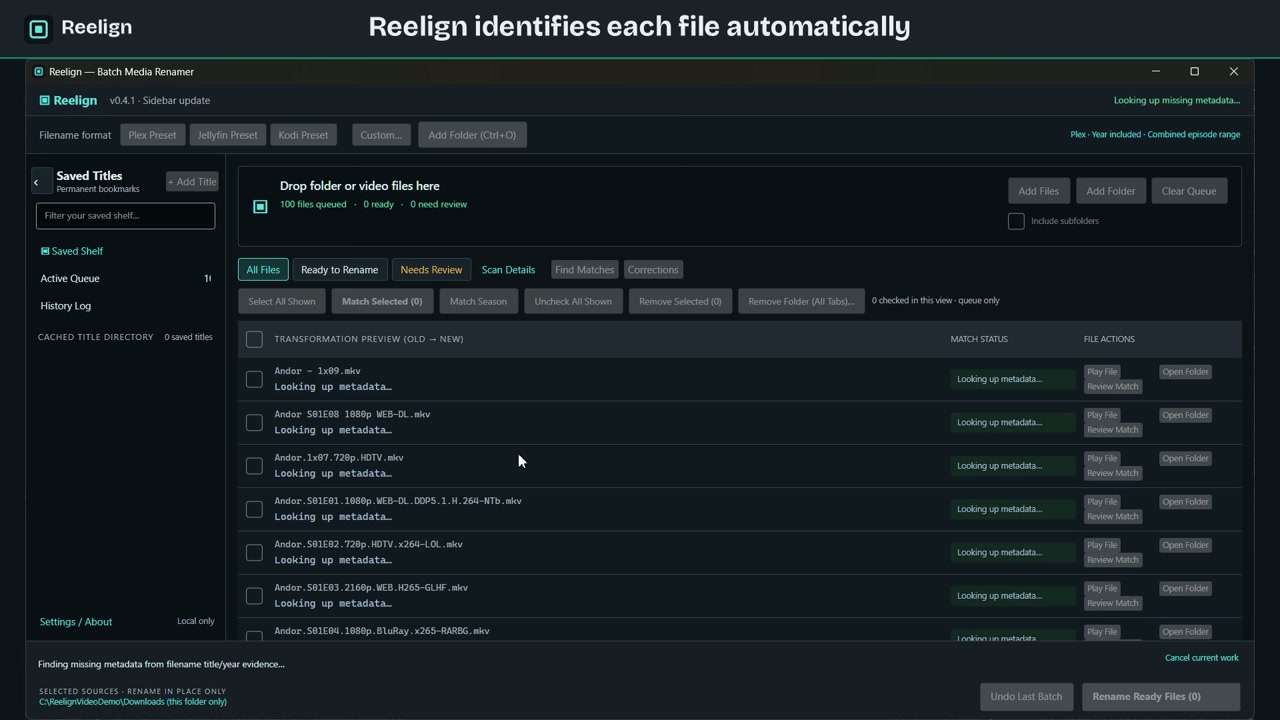 Reelign
Reelign identifies each file automatically
Reelign — Batch Media Renamer
Reelign v0.4.1 · Sidebar update
Looking up missing metadata...
Filename format Plex Preset Jellyfin Preset Kodi Preset Custom... Add Folder (Ctrl+O)
Plex · Year included · Combined episode range
‹ Saved Titles
Permanent bookmarks
+ Add Title
Filter your saved shelf...
Saved Shelf
Active Queue
History Log
CACHED TITLE DIRECTORY 0 saved titles
Settings / About Local only
Drop folder or video files here
100 files queued · 0 ready · 0 need review
Add Files Add Folder Clear Queue
Include subfolders
All Files Ready to Rename Needs Review Scan Details Find Matches Corrections
Select All Shown Match Selected (0) Match Season Uncheck All Shown Remove Selected (0) Remove Folder (All Tabs)... 0 checked in this view · queue only
TRANSFORMATION PREVIEW (OLD → NEW) MATCH STATUS FILE ACTIONS
Andor - 1x09.mkv
Looking up metadata…
Looking up metadata...
Play File Open Folder
Review Match
Andor S01E08 1080p WEB-DL.mkv
Looking up metadata…
Looking up metadata...
Play File Open Folder
Review Match
Andor.1x07.720p.HDTV.mkv
Looking up metadata…
Looking up metadata...
Play File Open Folder
Review Match
Andor.S01E01.1080p.WEB-DL.DDP5.1.H.264-NTb.mkv
Looking up metadata…
Looking up metadata...
Play File Open Folder
Review Match
Andor.S01E02.720p.HDTV.x264-LOL.mkv
Looking up metadata…
Looking up metadata...
Play File Open Folder
Review Match
Andor.S01E03.2160p.WEB.H265-GLHF.mkv
Looking up metadata…
Looking up metadata...
Play File Open Folder
Review Match
Andor.S01E04.1080p.BluRay.x265-RARBG.mkv
Looking up metadata...
Play File Open Folder
Finding missing metadata from filename title/year evidence...
Cancel current work
SELECTED SOURCES · RENAME IN PLACE ONLY
C:\ReelignVideoDemo\Downloads (this folder only)
Undo Last Batch Rename Ready Files (0)